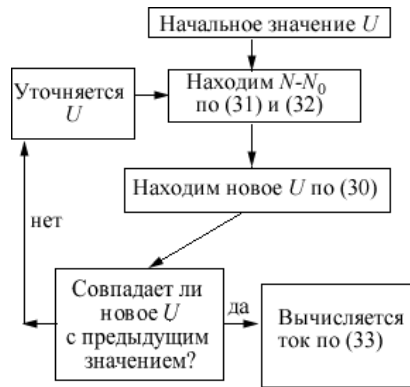 Начальное значение U
Уточняется
U
Находим N-N₀
по (31) и (32)
Находим новое U по (30)
нет
Совпадает ли
новое U
с предыдущим
значением?
да
Вычисляется
ток по (33)